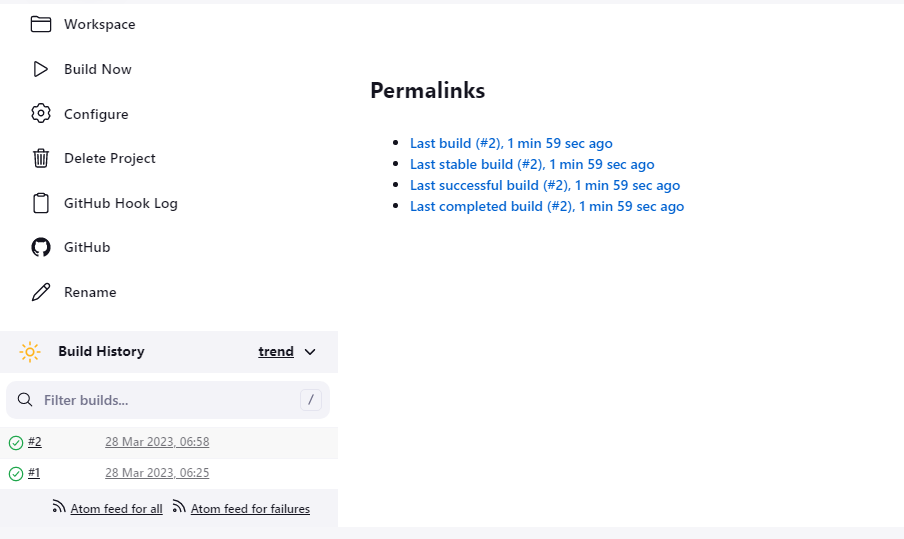 Workspace
Build Now
Configure
Delete Project
GitHub Hook Log
GitHub
Rename
Build History
trend
Filter builds...
/
#2 28 Mar 2023, 06:58
#1 28 Mar 2023, 06:25
Atom feed for all Atom feed for failures
Permalinks
Last build (#2), 1 min 59 sec ago
Last stable build (#2), 1 min 59 sec ago
Last successful build (#2), 1 min 59 sec ago
Last completed build (#2), 1 min 59 sec ago